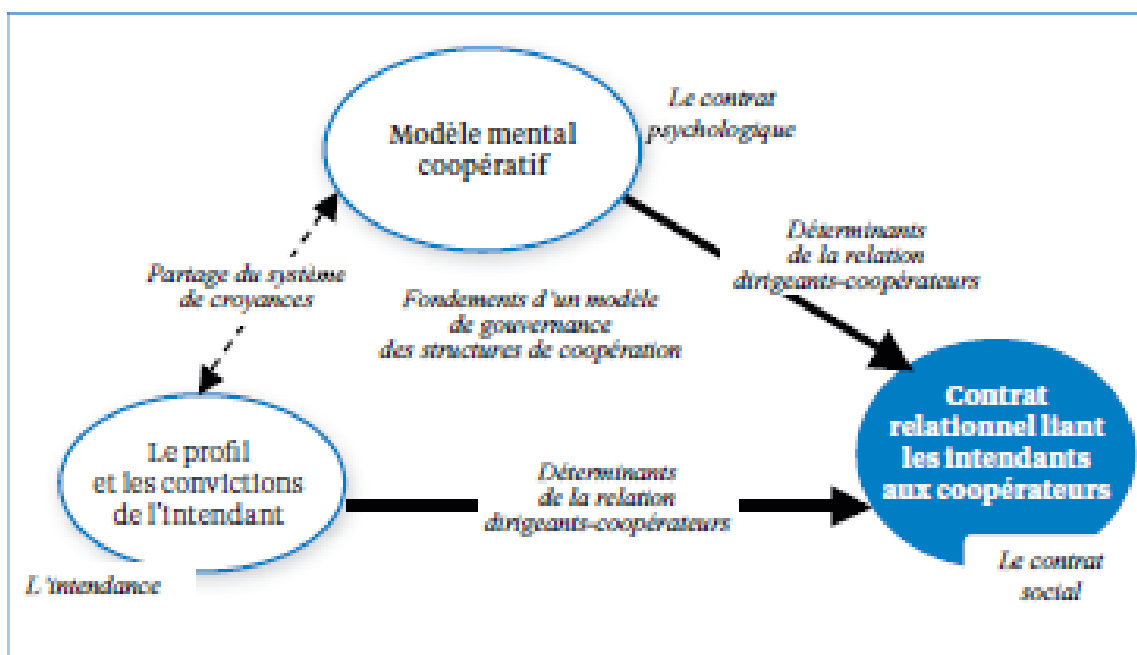 Modèle mental
coopératif
Le contrat
psychologique
Déterminants
de la relation
dirigeants-coopérateurs
Partage du système
de croyances
Fondements d'un modèle
de gouvernance
des structures de coopération
Le profil
et les convictions
de l'intendant
L'intendance
Déterminants
de la relation
dirigeants-coopérateurs
Contrat
relationnel liant
les intendants
aux coopérateurs
Le contrat
social